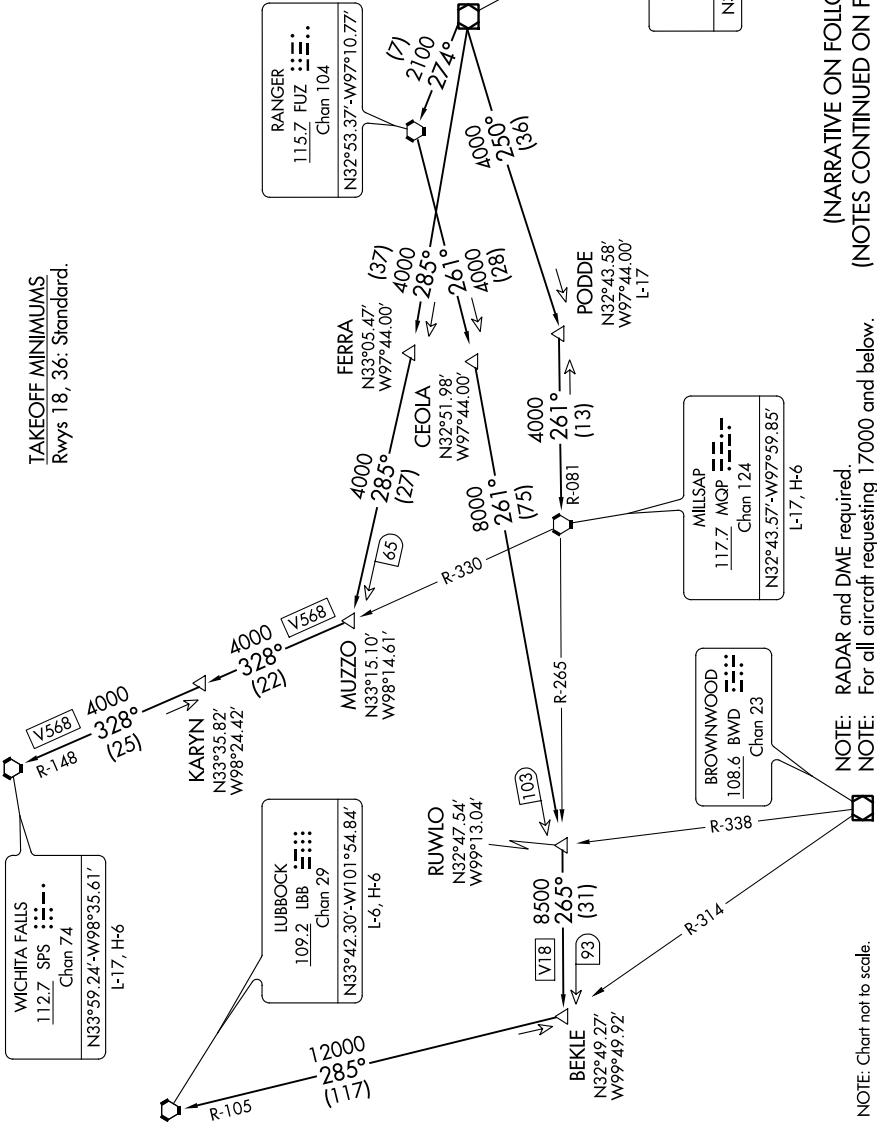 TAKEOFF MINIMUMS
Rwys 18, 36: Standard.
WICHITA FALLS
112.7 SPS
Chan 74
N33°59.24'-W98°35.61'
L-17, H-6
LUBBOCK
109.2 LBB
Chan 29
N33°42.30'-W101°54.84'
L-6, H-6
RANGER
115.7 FUZ
Chan 104
N32°53.37'-W97°10.77'
(7)
2100
274°
V568
4000
328°
(25)
R-148
KARYN
N33°35.82'
W98°24.42'
4000
V568
328°
(22)
MUZZO
N33°15.10'
W98°14.61'
65
R-330
4000
285°
(27)
FERRA
N33°05.47'
W97°44.00'
(37)
4000
285°
261°
4000
(28)
CEOLA
N32°51.98'
W97°44.00'
8000
261°
(75)
4000
250°
(36)
PODDE
N32°43.58'
W97°44.00'
L-17
4000
261°
(13)
R-081
MILLSAP
117.7 MQP
Chan 124
N32°43.57'-W97°59.85'
L-17, H-6
R-265
103
RUWLO
N32°47.54'
W99°13.04'
8500
265°
(31)
V18
93
BEKLE
N32°49.27'
W99°49.92'
12000
285°
(117)
R-105
R-338
R-314
BROWNWOOD
108.6 BWD
Chan 23
NOTE: RADAR and DME required.
NOTE: For all aircraft requesting 17000 and below.
NOTE: Chart not to scale.
(NARRATIVE ON FOLLO
(NOTES CONTINUED ON F